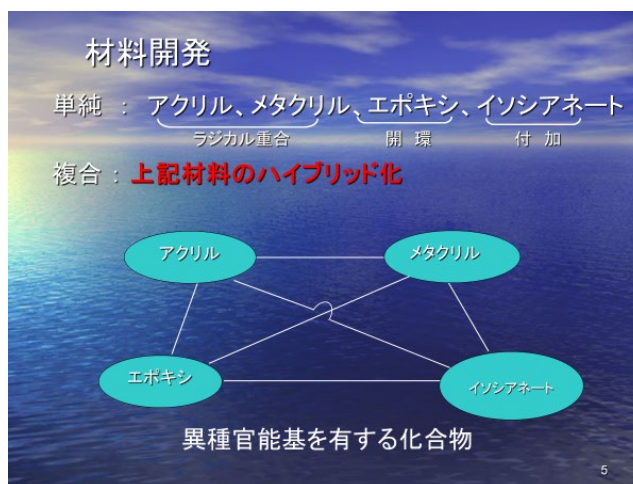 材料開発
単純 : アクリル、メタクリル、エポキシ、イソシアネート
ラジカル重合 開 環 付 加
複合 : 上記材料のハイブリッド化
アクリル メタクリル
エポキシ イソシアネート
異種官能基を有する化合物
5